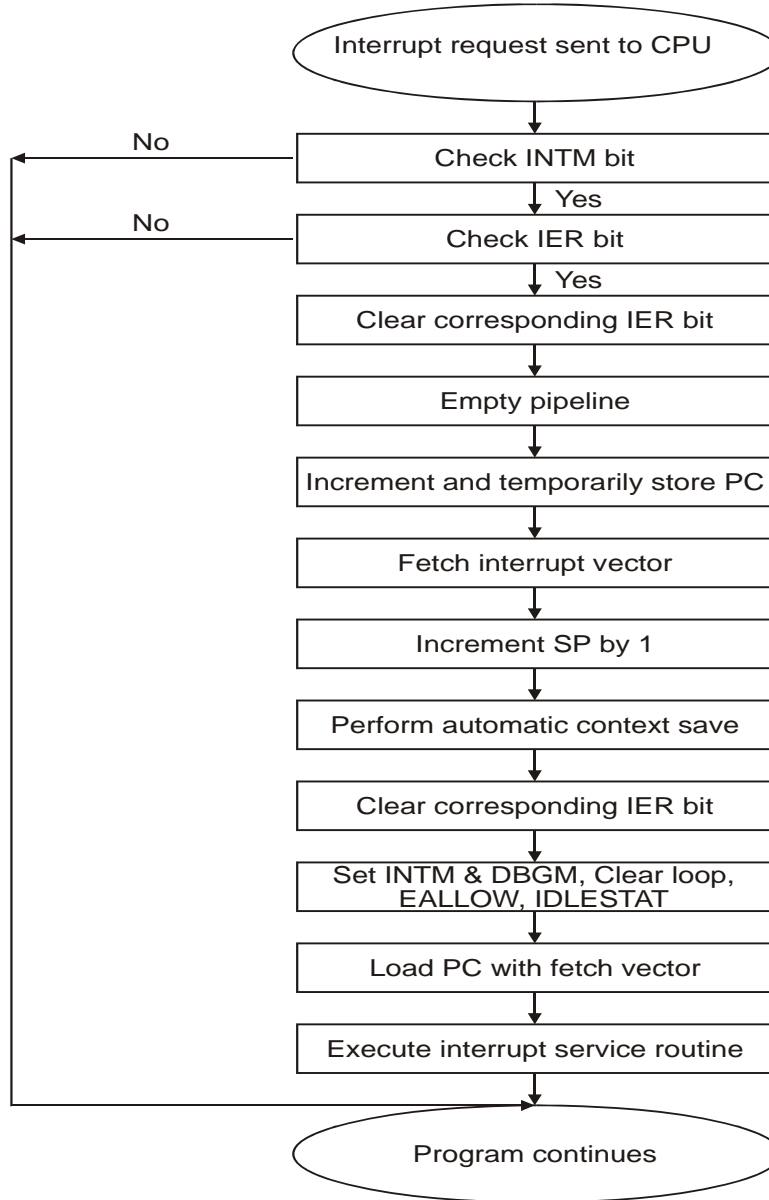 Interrupt request sent to CPU
No
Check INTM bit
Yes
No
Check IER bit
Yes
Clear corresponding IER bit
Empty pipeline
Increment and temporarily store PC
Fetch interrupt vector
Increment SP by 1
Perform automatic context save
Clear corresponding IER bit
Set INTM & DBGM, Clear loop,
EALLOW, IDLESTAT
Load PC with fetch vector
Execute interrupt service routine
Program continues